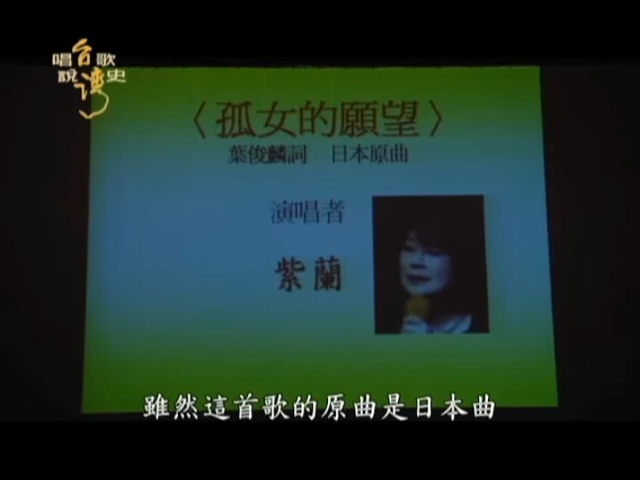 唱台歌
說灣史
〈孤女的願望〉
葉俊麟詞 日本原曲
演唱者
紫蘭
雖然這首歌的原曲是日本曲